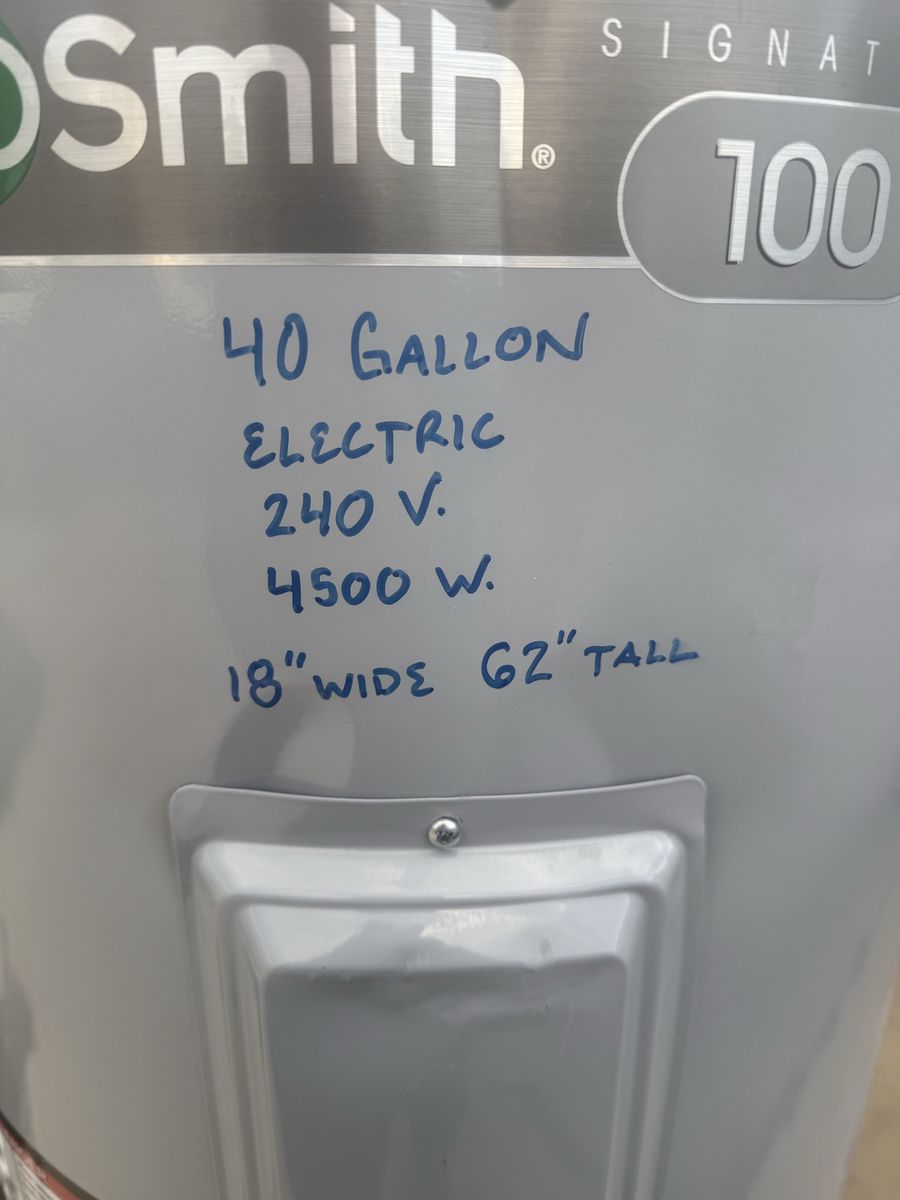 Smith®
SIGNAT
100
40 GALLON
ELECTRIC
240 V.
4500 W.
18" WIDE 62" TALL